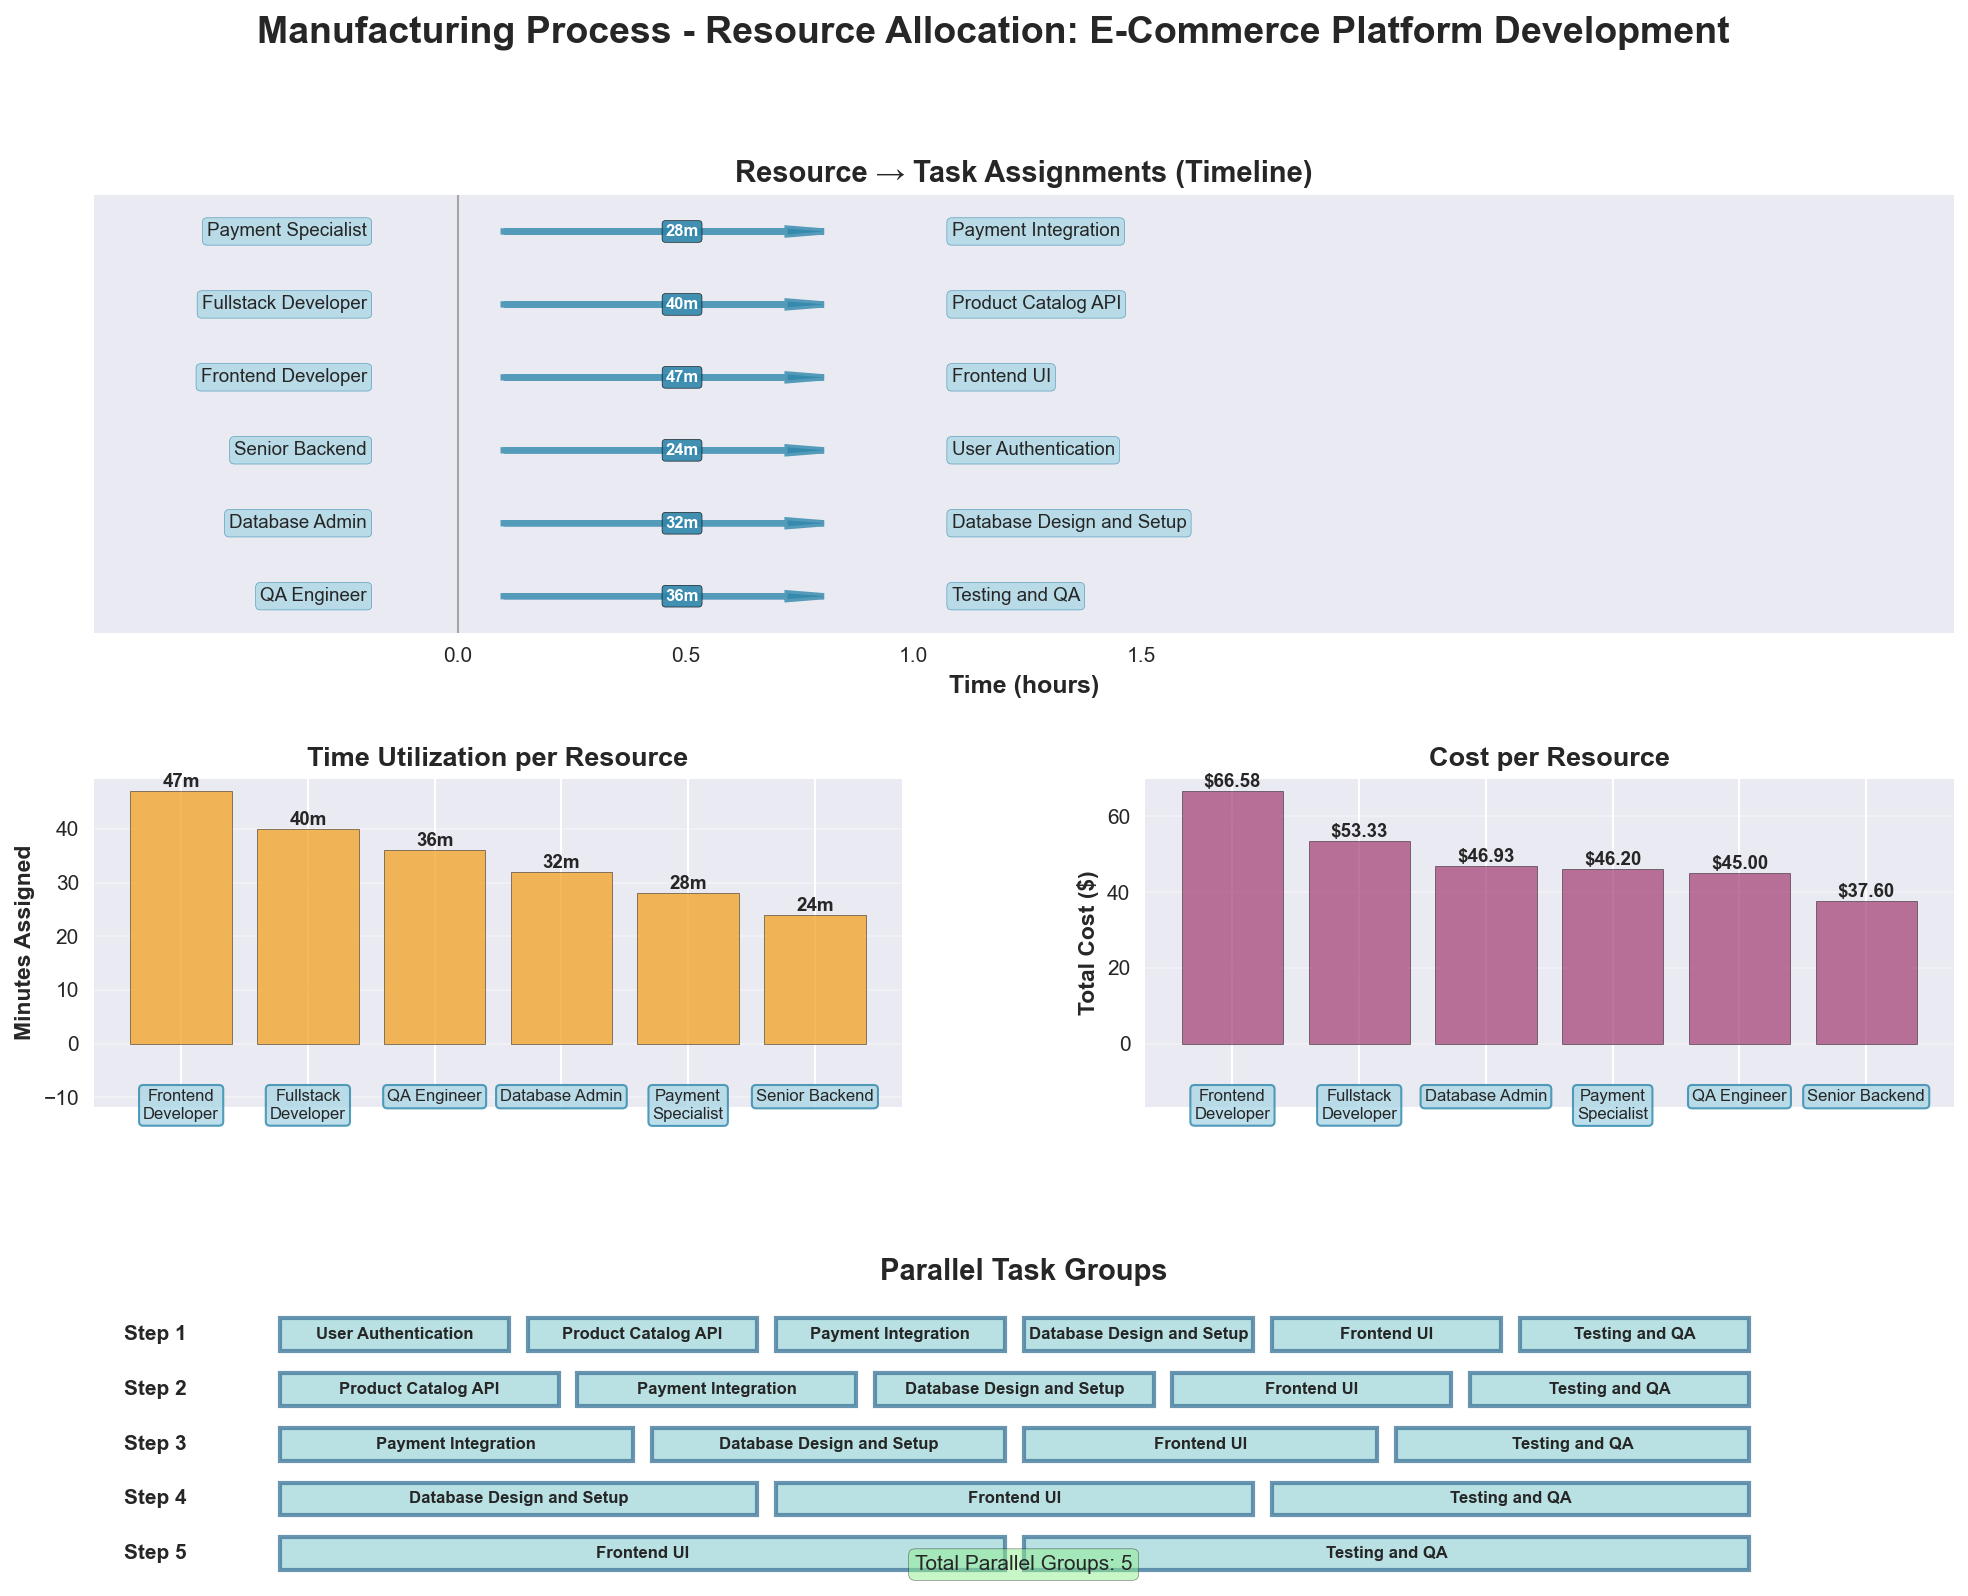 Manufacturing Process - Resource Allocation: E-Commerce Platform Development
Resource → Task Assignments (Timeline)
Payment Specialist 28m Payment Integration
Fullstack Developer 40m Product Catalog API
Frontend Developer 47m Frontend UI
Senior Backend 24m User Authentication
Database Admin 32m Database Design and Setup
QA Engineer 36m Testing and QA
0.0 0.5 1.0 1.5
Time (hours)
Time Utilization per Resource
Minutes Assigned
40
30
20
10
0
−10
47m
40m
36m
32m
28m
24m
Frontend
Developer
Fullstack
Developer
QA Engineer
Database Admin
Payment
Specialist
Senior Backend
Cost per Resource
Total Cost ($)
60
40
20
0
$66.58
$53.33
$46.93
$46.20
$45.00
$37.60
Frontend
Developer
Fullstack
Developer
Database Admin
Payment
Specialist
QA Engineer
Senior Backend
Parallel Task Groups
Step 1 User Authentication Product Catalog API Payment Integration Database Design and Setup Frontend UI Testing and QA
Step 2 Product Catalog API Payment Integration Database Design and Setup Frontend UI Testing and QA
Step 3 Payment Integration Database Design and Setup Frontend UI Testing and QA
Step 4 Database Design and Setup Frontend UI Testing and QA
Step 5 Frontend UI Testing and QA
Total Parallel Groups: 5